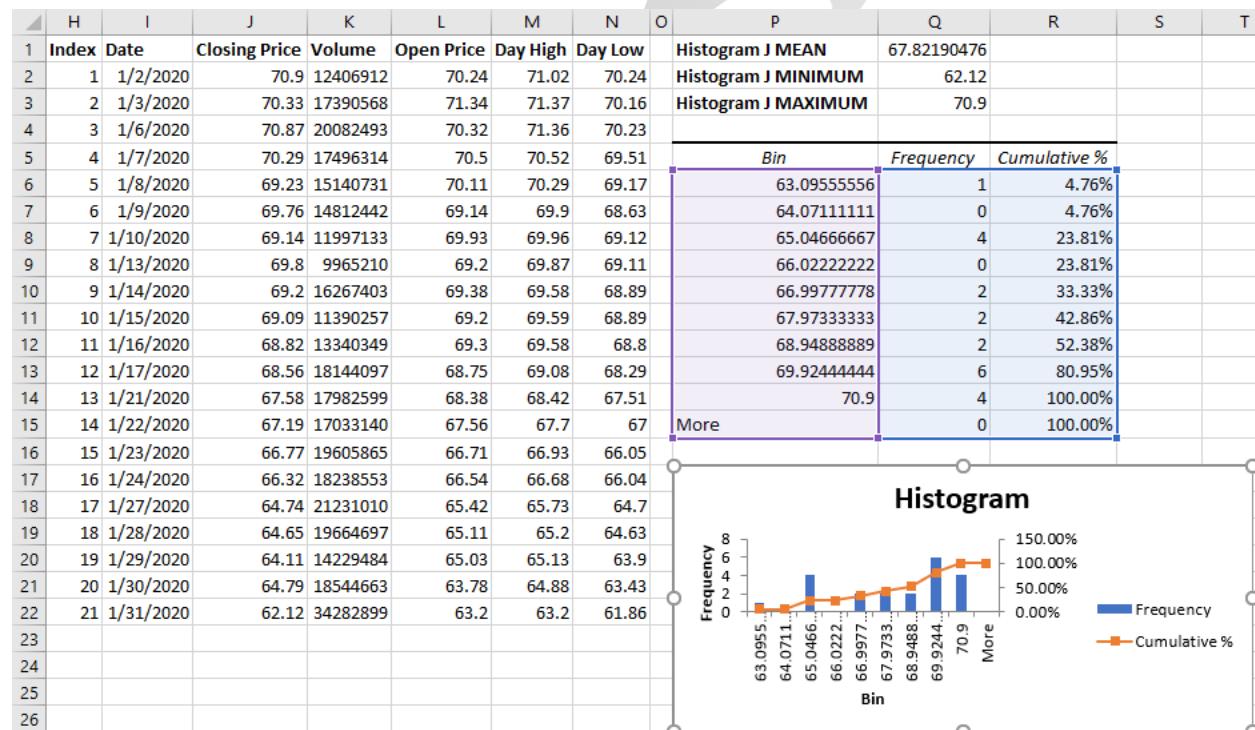 H I J K L M N O P Q R S T
1 Index Date Closing Price Volume Open Price Day High Day Low Histogram J MEAN 67.82190476
2 1 1/2/2020 70.9 12406912 70.24 71.02 70.24 Histogram J MINIMUM 62.12
3 2 1/3/2020 70.33 17390568 71.34 71.37 70.16 Histogram J MAXIMUM 70.9
4 3 1/6/2020 70.87 20082493 70.32 71.36 70.23
5 4 1/7/2020 70.29 17496314 70.5 70.52 69.51 Bin Frequency Cumulative %
6 5 1/8/2020 69.23 15140731 70.11 70.29 69.17 63.09555556 1 4.76%
7 6 1/9/2020 69.76 14812442 69.14 69.9 68.63 64.07111111 0 4.76%
8 7 1/10/2020 69.14 11997133 69.93 69.96 69.12 65.04666667 4 23.81%
9 8 1/13/2020 69.8 9965210 69.2 69.87 69.11 66.02222222 0 23.81%
10 9 1/14/2020 69.2 16267403 69.38 69.58 68.89 66.99777778 2 33.33%
11 10 1/15/2020 69.09 11390257 69.2 69.59 68.89 67.97333333 2 42.86%
12 11 1/16/2020 68.82 13340349 69.3 69.58 68.8 68.94888889 2 52.38%
13 12 1/17/2020 68.56 18144097 68.75 69.08 68.29 69.92444444 6 80.95%
14 13 1/21/2020 67.58 17982599 68.38 68.42 67.51 70.9 4 100.00%
15 14 1/22/2020 67.19 17033140 67.56 67.7 67 More 0 100.00%
16 15 1/23/2020 66.77 19605865 66.71 66.93 66.05
17 16 1/24/2020 66.32 18238553 66.54 66.68 66.04
18 17 1/27/2020 64.74 21231010 65.42 65.73 64.7
19 18 1/28/2020 64.65 19664697 65.11 65.2 64.63
20 19 1/29/2020 64.11 14229484 65.03 65.13 63.9
21 20 1/30/2020 64.79 18544663 63.78 64.88 63.43
22 21 1/31/2020 62.12 34282899 63.2 63.2 61.86
23
24
25
26
Histogram
Frequency
8
6
4
2
0
150.00%
100.00%
50.00%
0.00%
63.0955...
64.0711...
65.0466...
66.0222...
66.9977...
67.9733...
68.9488...
69.9244...
70.9
More
Bin
Frequency
Cumulative %